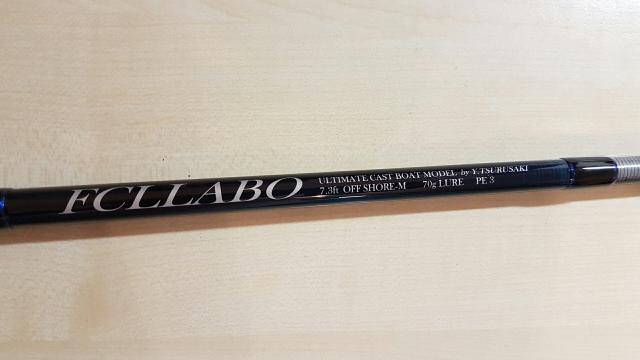 FCLLABO
ULTIMATE CAST BOAT MODEL by Y.TSURUSAKI
7.3ft OFF SHORE-M 70g LURE PE 3